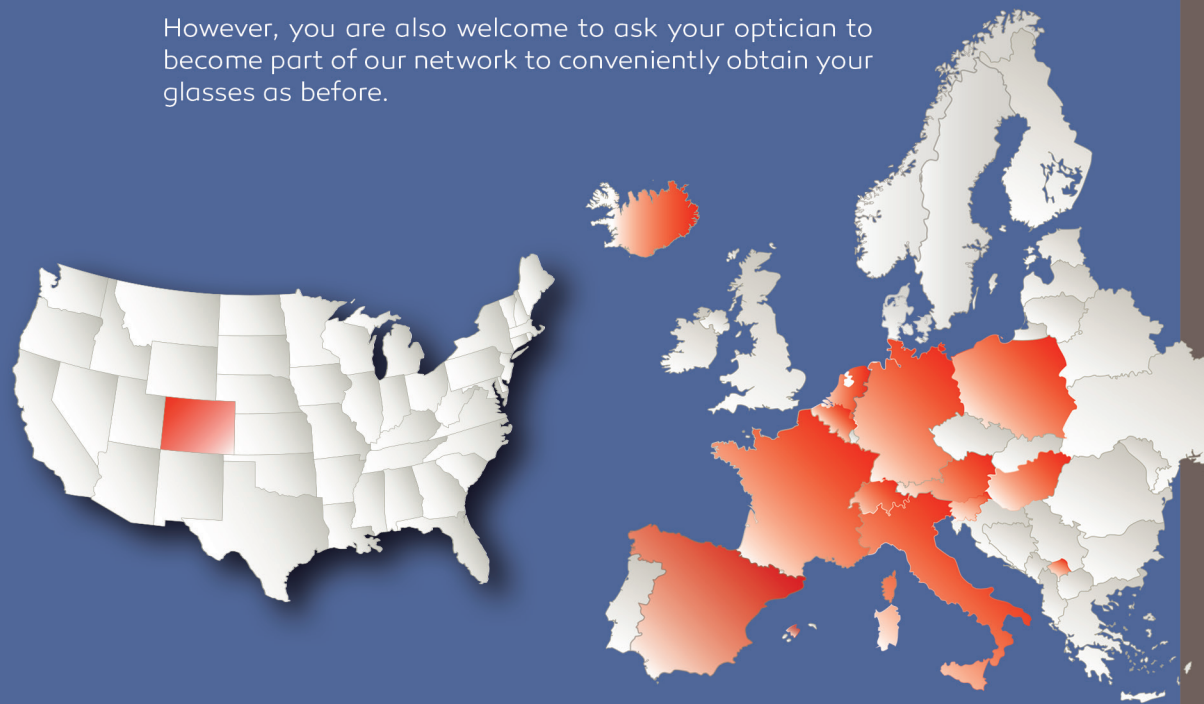 However, you are also welcome to ask your optician to
become part of our network to conveniently obtain your
glasses as before.